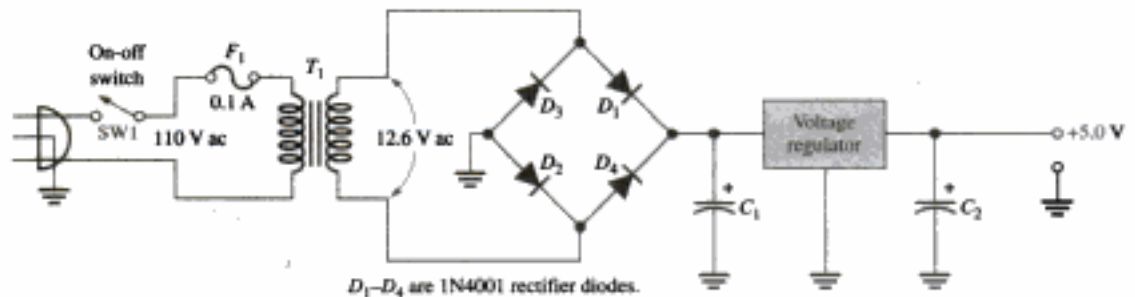 On-off
switch
SW1
F1
0.1 A
110 V ac
T1
12.6 V ac
D3
D1
D2
D4
C1
Voltage
regulator
C2
+5.0 V
D1–D4 are 1N4001 rectifier diodes.